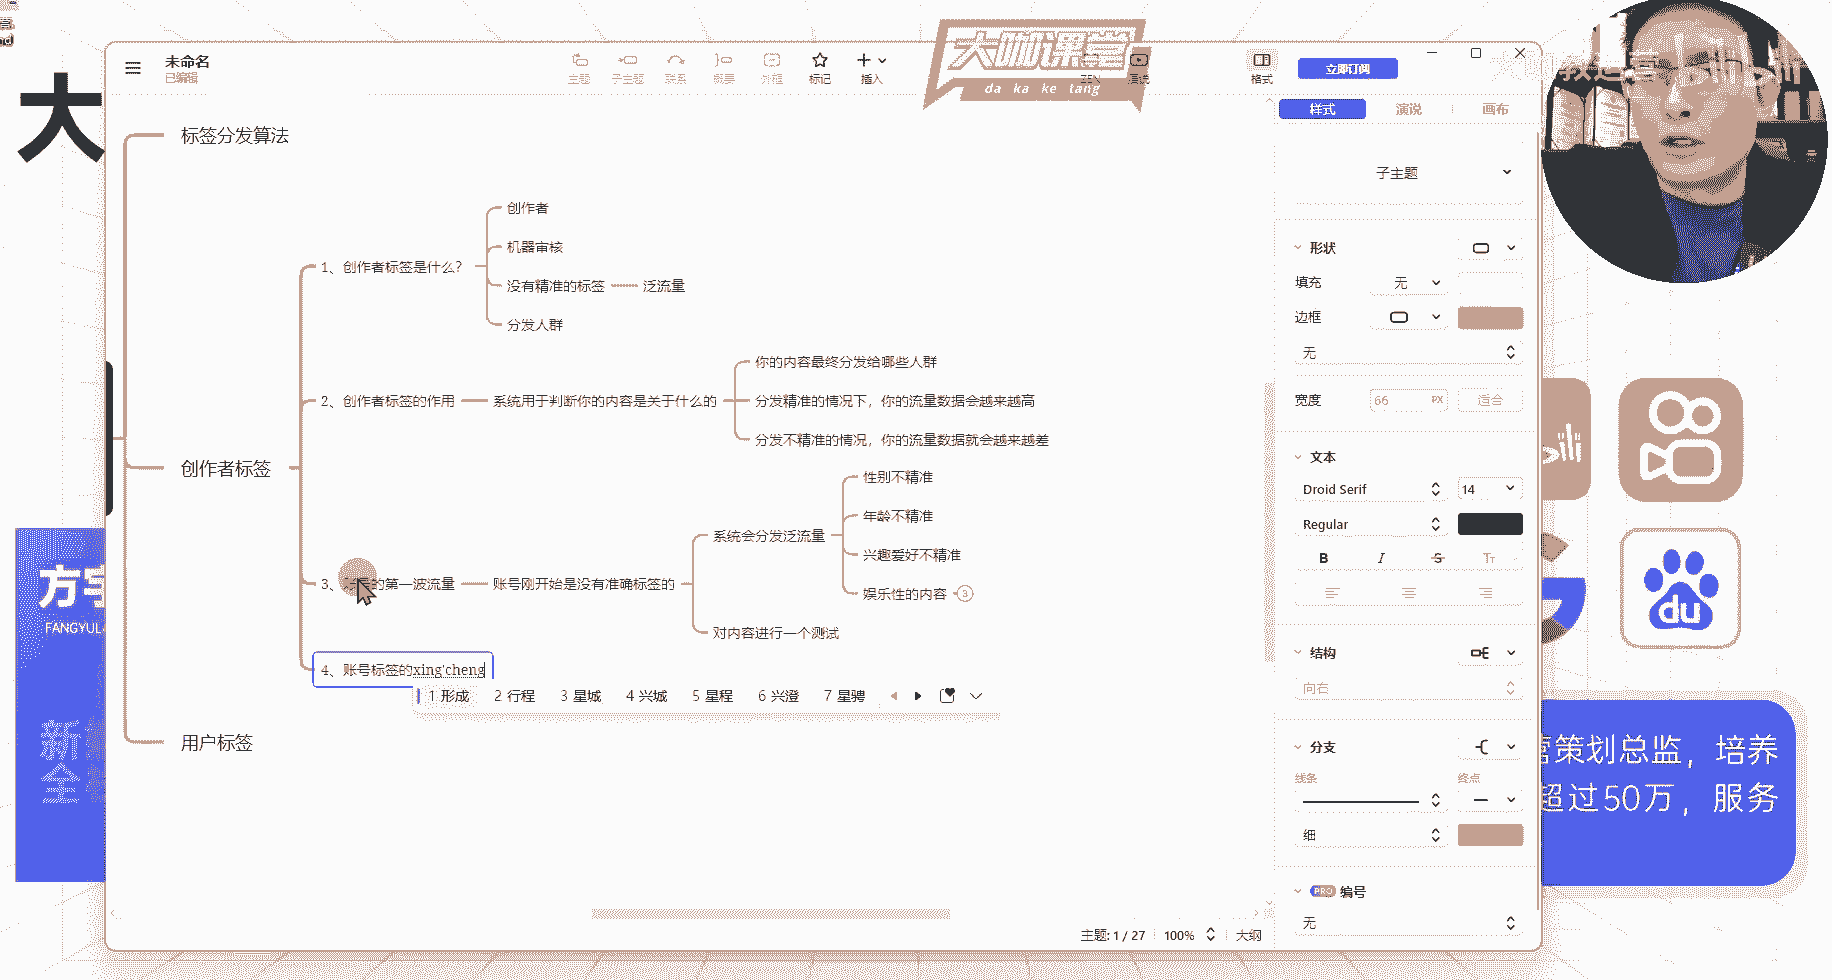 未命名
已编辑
主题
子主题
联系
概要
外框
标记
插入
ZEN
演说
格式
立即订阅
大咖课堂
da ka ke tang
bilibili
样式
演说
画布
大
标签分发算法
创作者
机器审核
1、创作者标签是什么？
没有精准的标签
泛流量
分发人群
你的内容最终分发给哪些人群
2、创作者标签的作用
系统用于判断你的内容是关于什么的
分发精准的情况下，你的流量数据会越来越高
分发不精准的情况，你的流量数据就会越来越差
创作者标签
性别不精准
年龄不精准
系统会分发泛流量
兴趣爱好不精准
3、
的第一波流量
账号刚开始是没有准确标签的
娱乐性的内容
3
对内容进行一个测试
4、账号标签的xing'cheng
1 形成
2 行程
3 星城
4 兴城
5 星程
6 兴澄
7 星骋
用户标签
子主题
形状
填充
无
边框
无
宽度
66
PX
适合
文本
Droid Serif
14
Regular
B
I
S
Tт
结构
向右
分支
线条
终点
细
PRO
编号
无
主题: 1 / 27
100%
大纲
FANGYUL
du
策划总监，培养
超过50万，服务